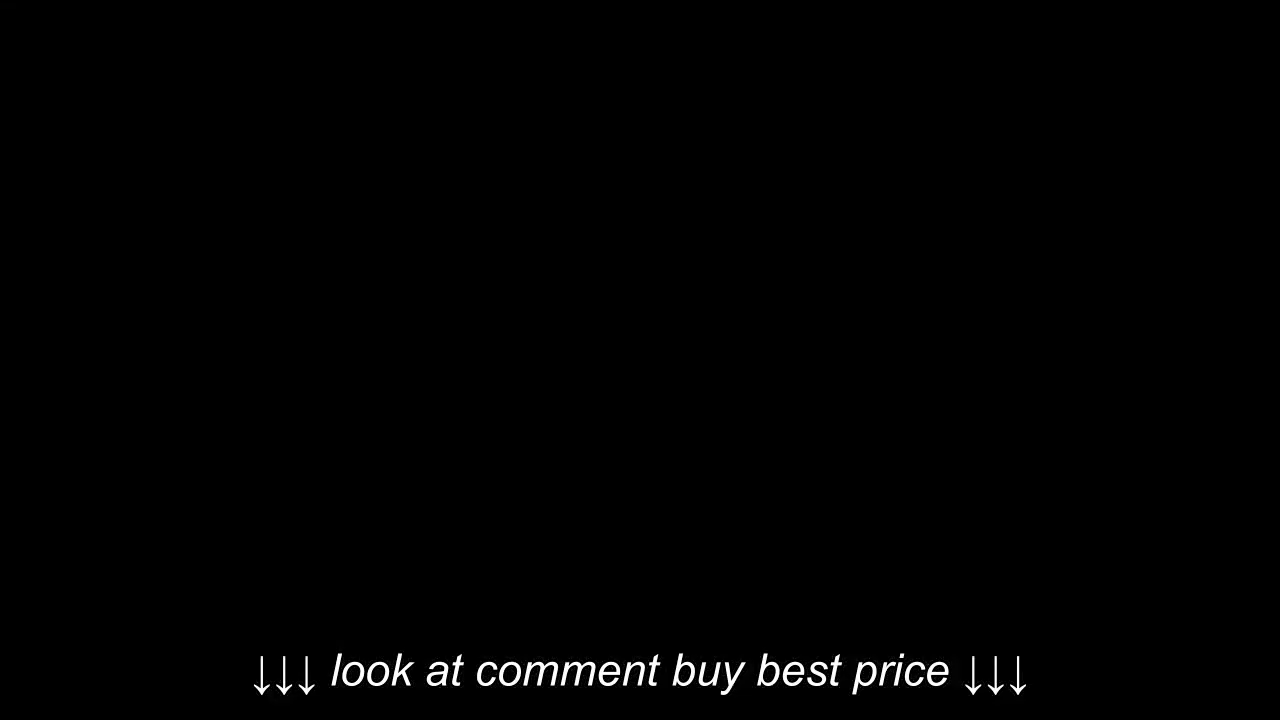 ↓↓↓ look at comment buy best price ↓↓↓